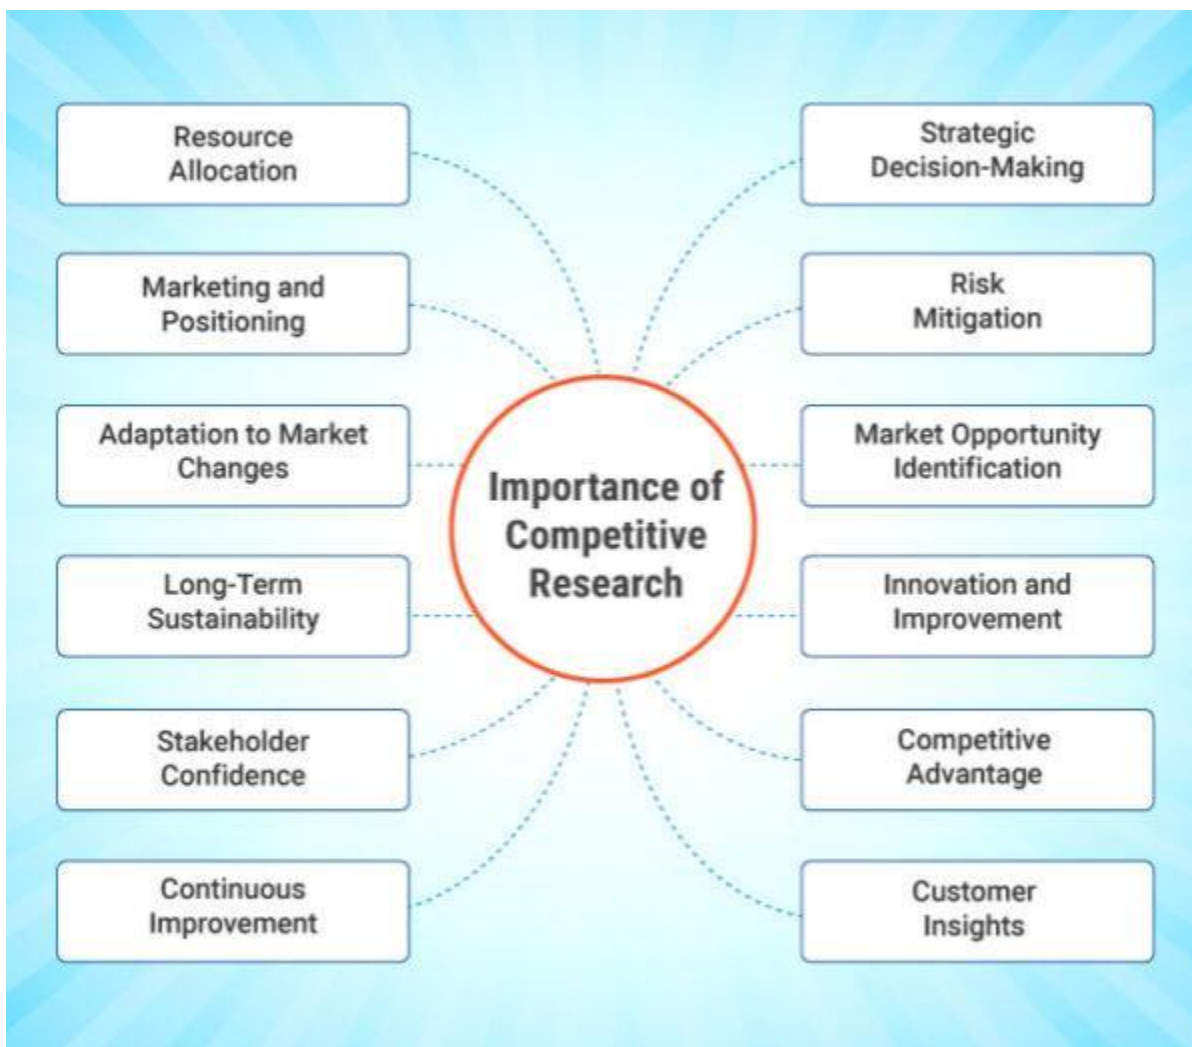 Resource
Allocation
Marketing and
Positioning
Adaptation to Market
Changes
Long-Term
Sustainability
Stakeholder
Confidence
Continuous
Improvement
Importance of
Competitive
Research
Strategic
Decision-Making
Risk
Mitigation
Market Opportunity
Identification
Innovation and
Improvement
Competitive
Advantage
Customer
Insights